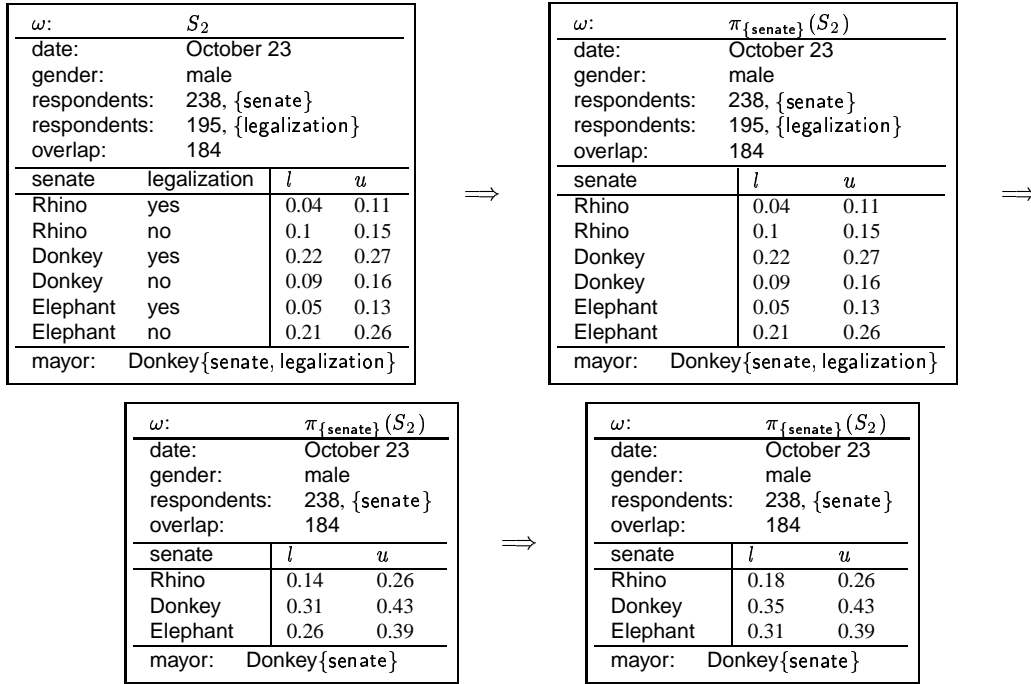 ω: S₂
date: October 23
gender: male
respondents: 238, {senate}
respondents: 195, {legalization}
overlap: 184
senate legalization l u
Rhino yes 0.04 0.11
Rhino no 0.1 0.15
Donkey yes 0.22 0.27
Donkey no 0.09 0.16
Elephant yes 0.05 0.13
Elephant no 0.21 0.26
mayor: Donkey{senate, legalization}
⟹
ω: π{senate}(S₂)
date: October 23
gender: male
respondents: 238, {senate}
respondents: 195, {legalization}
overlap: 184
senate l u
Rhino 0.04 0.11
Rhino 0.1 0.15
Donkey 0.22 0.27
Donkey 0.09 0.16
Elephant 0.05 0.13
Elephant 0.21 0.26
mayor: Donkey{senate, legalization}
⟹
ω: π{senate}(S₂)
date: October 23
gender: male
respondents: 238, {senate}
overlap: 184
senate l u
Rhino 0.14 0.26
Donkey 0.31 0.43
Elephant 0.26 0.39
mayor: Donkey{senate}
⟹
ω: π{senate}(S₂)
date: October 23
gender: male
respondents: 238, {senate}
overlap: 184
senate l u
Rhino 0.18 0.26
Donkey 0.35 0.43
Elephant 0.31 0.39
mayor: Donkey{senate}